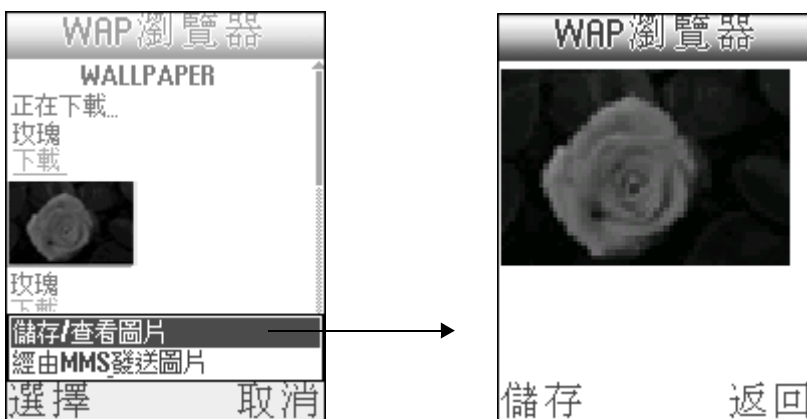 WAP瀏覽器
WALLPAPER
正在下載...
玫瑰
下載
玫瑰
下載
儲存/查看圖片
經由MMS發送圖片
選擇 取消
WAP瀏覽器
儲存 返回